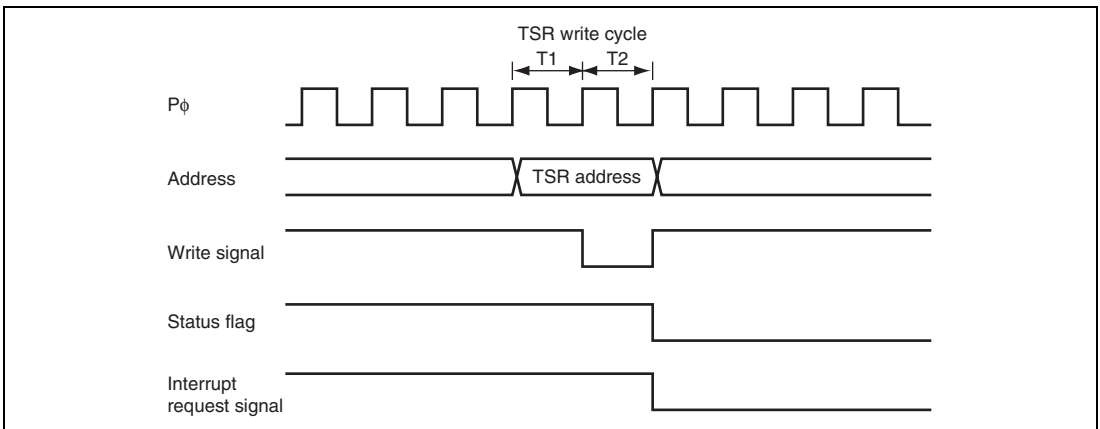 TSR write cycle
T1 T2
Pϕ
Address
TSR address
Write signal
Status flag
Interrupt
request signal